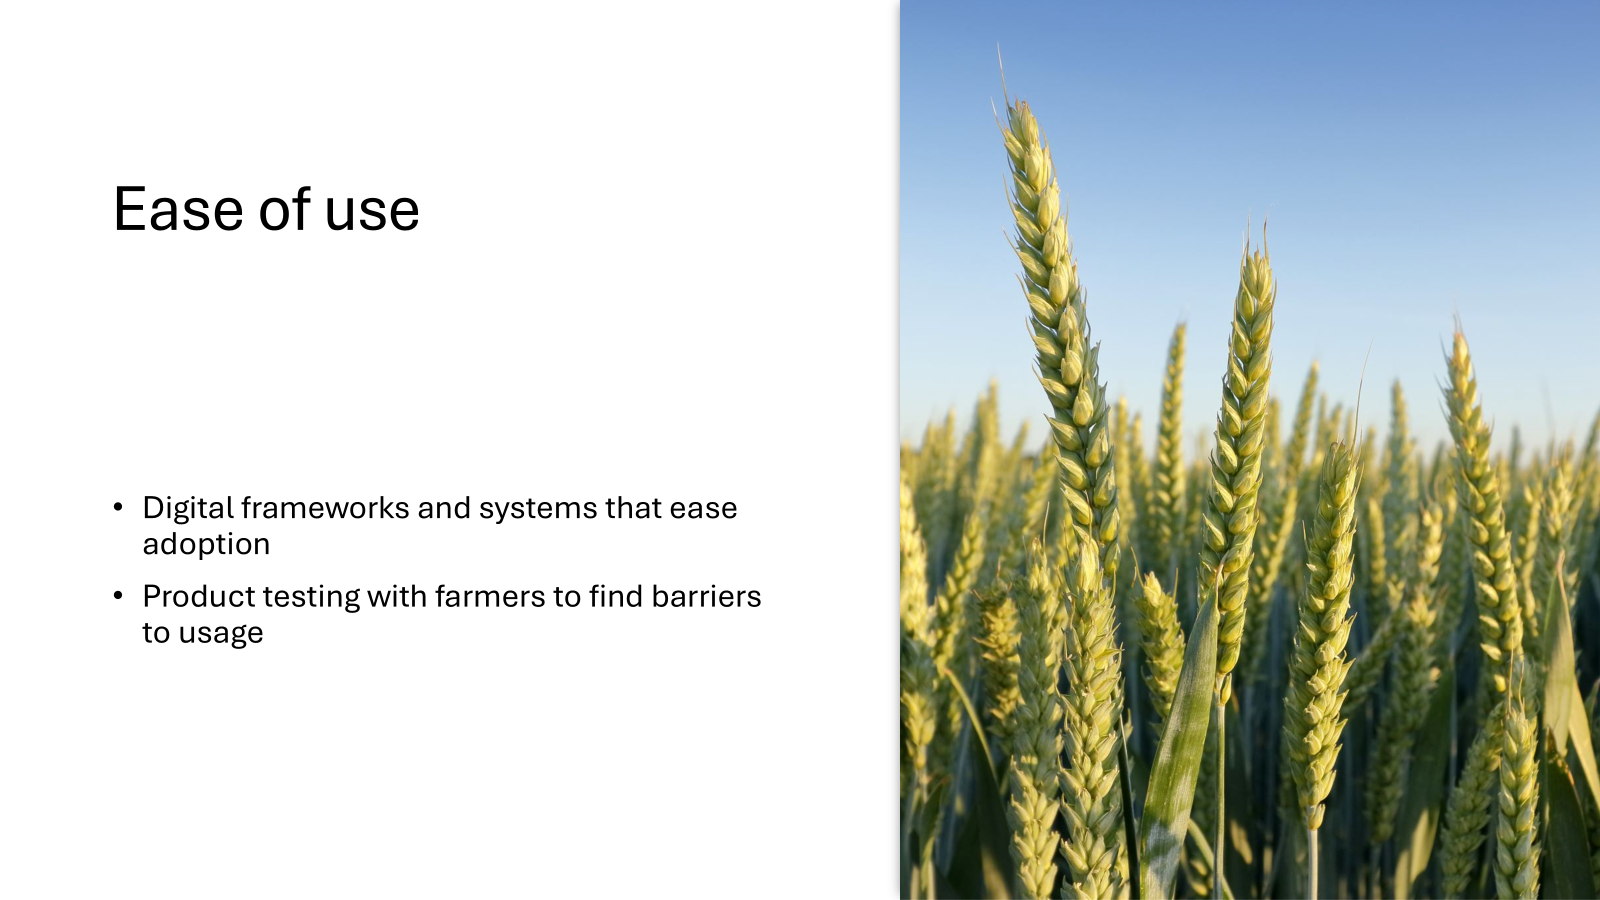 Ease of use
• Digital frameworks and systems that ease
adoption
• Product testing with farmers to find barriers
to usage